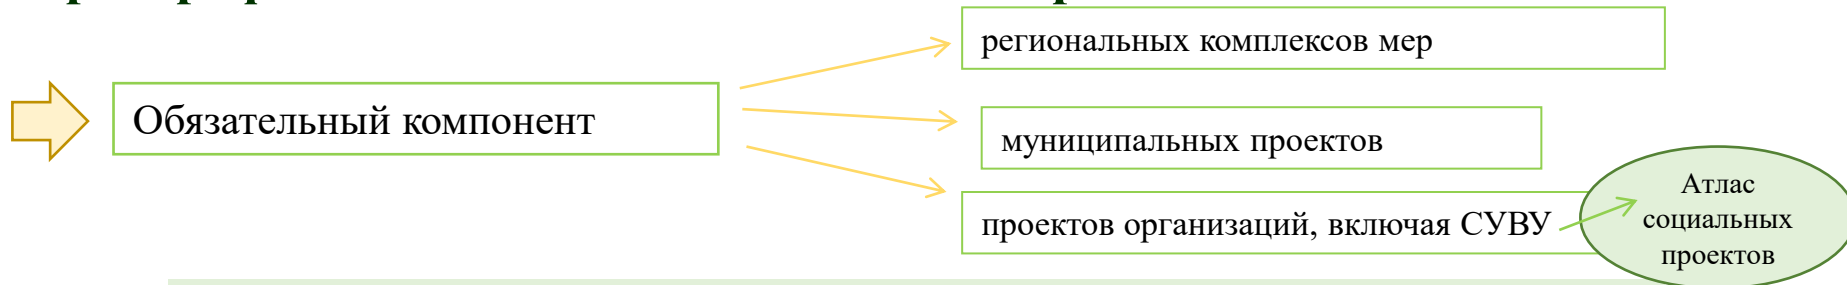 региональных комплексов мер
Обязательный компонент
муниципальных проектов
проектов организаций, включая СУВУ
Атлас
социальных
проектов